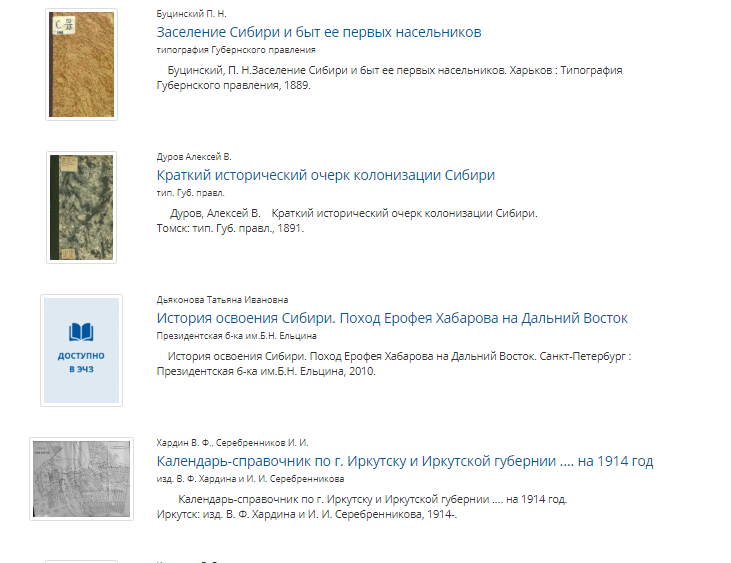 Буцинский П. Н.
Заселение Сибири и быт ее первых насельников
типография Губернского правления
Буцинский, П. Н.Заселение Сибири и быт ее первых насельников. Харьков : Типография
Губернского правления, 1889.
Дуров Алексей В.
Краткий исторический очерк колонизации Сибири
тип. Губ. правл.
Дуров, Алексей В. Краткий исторический очерк колонизации Сибири.
Томск: тип. Губ. правл., 1891.
Дьяконова Татьяна Ивановна
История освоения Сибири. Поход Ерофея Хабарова на Дальний Восток
Президентская б-ка им.Б.Н. Ельцина
История освоения Сибири. Поход Ерофея Хабарова на Дальний Восток. Санкт-Петербург :
Президентская б-ка им.Б.Н. Ельцина, 2010.
ДОСТУПНО
В ЭЧЗ
Хардин В. Ф., Серебренников И. И.
Календарь-справочник по г. Иркутску и Иркутской губернии .... на 1914 год
изд. В. Ф. Хардина и И. И. Серебренникова
Календарь-справочник по г. Иркутску и Иркутской губернии .... на 1914 год.
Иркутск: изд. В. Ф. Хардина и И. И. Серебренникова, 1914-.